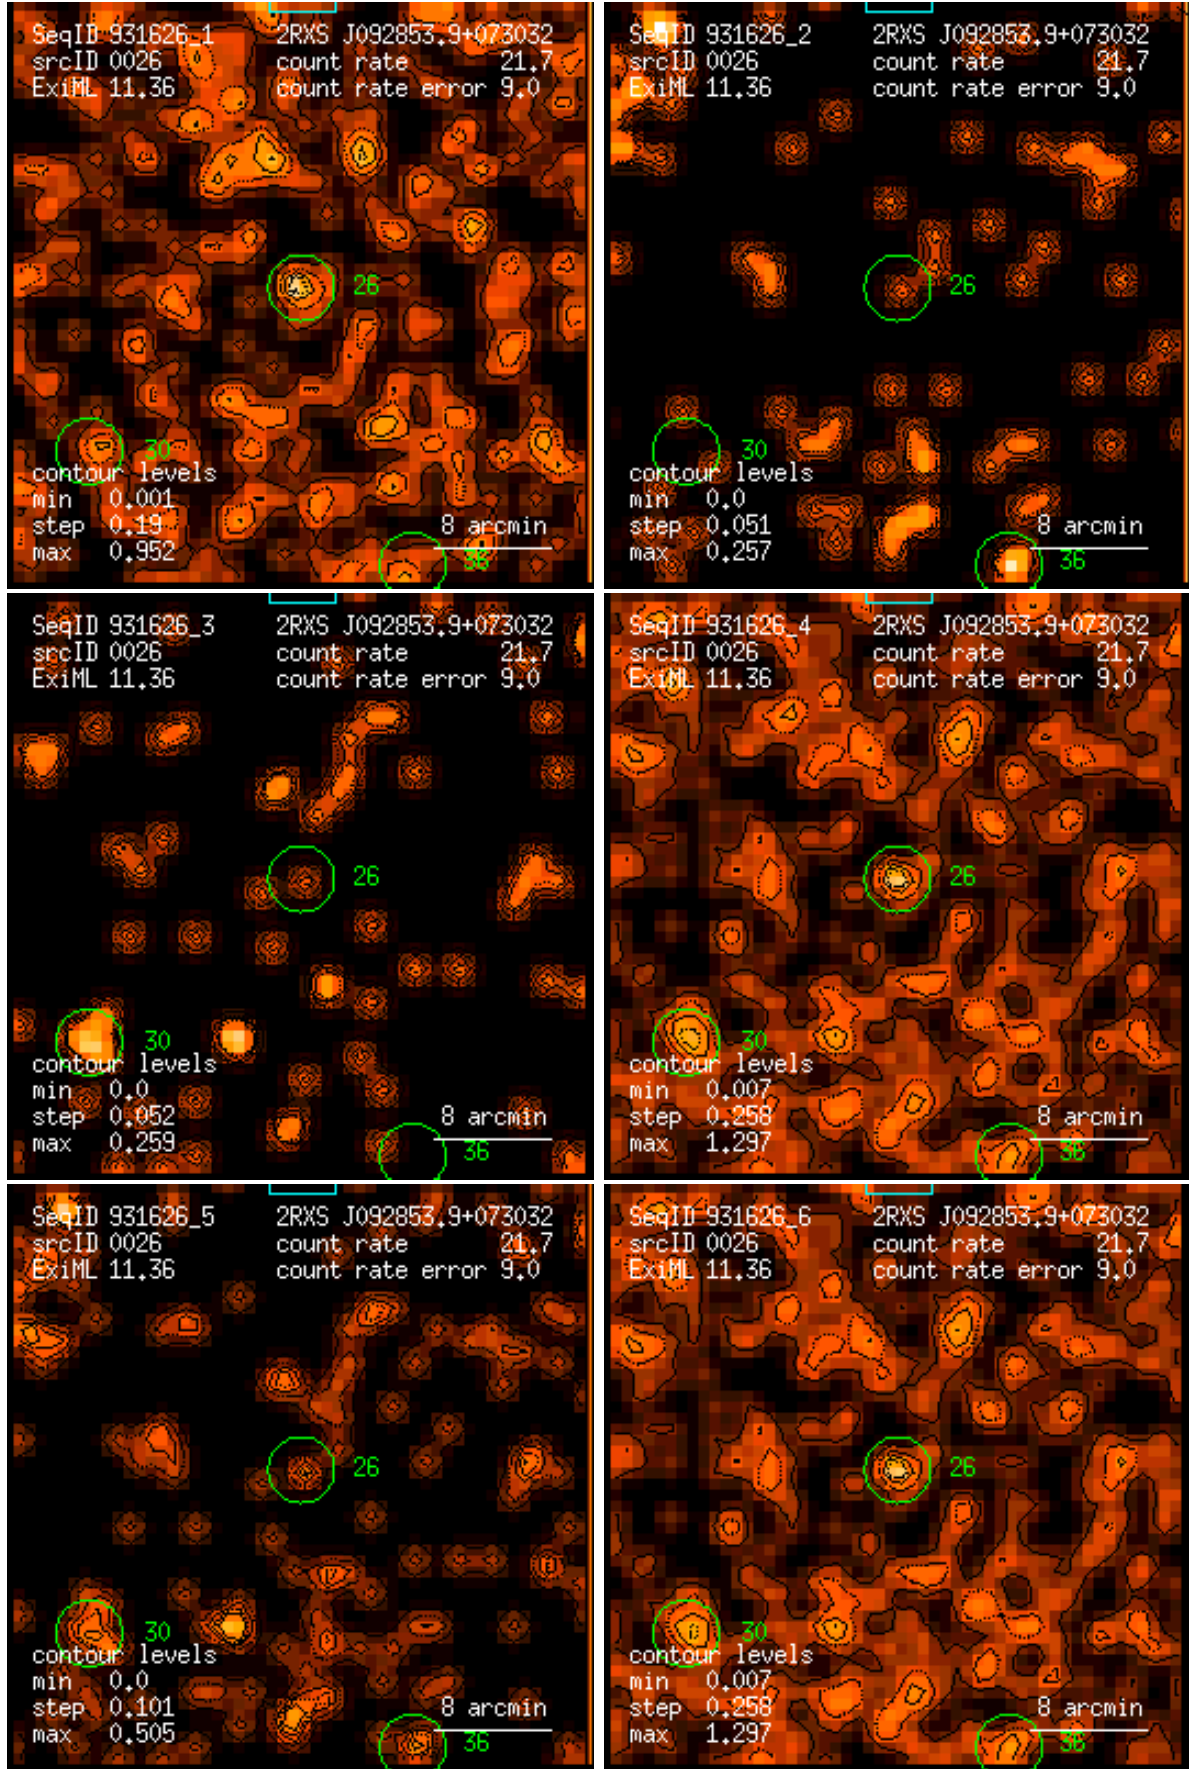 SeqID 931626_1 2RXS J092853.9+073032
srcID 0026 count rate 21.7
ExiML 11.36 count rate error 9.0
26
30
contour levels
min 0.001
step 0.19 8 arcmin
max 0.952 36
SeqID 931626_2 2RXS J092853.9+073032
srcID 0026 count rate 21.7
ExiML 11.36 count rate error 9.0
26
30
contour levels
min 0.0
step 0.051 8 arcmin
max 0.257 36
SeqID 931626_3 2RXS J092853.9+073032
srcID 0026 count rate 21.7
ExiML 11.36 count rate error 9.0
26
30
contour levels
min 0.0
step 0.052 8 arcmin
max 0.259 36
SeqID 931626_4 2RXS J092853.9+073032
srcID 0026 count rate 21.7
ExiML 11.36 count rate error 9.0
26
30
contour levels
min 0.007
step 0.258 8 arcmin
max 1.297 36
SeqID 931626_5 2RXS J092853.9+073032
srcID 0026 count rate 21.7
ExiML 11.36 count rate error 9.0
26
30
contour levels
min 0.0
step 0.101 8 arcmin
max 0.505 36
SeqID 931626_6 2RXS J092853.9+073032
srcID 0026 count rate 21.7
ExiML 11.36 count rate error 9.0
26
30
contour levels
min 0.007
step 0.258 8 arcmin
max 1.297 36